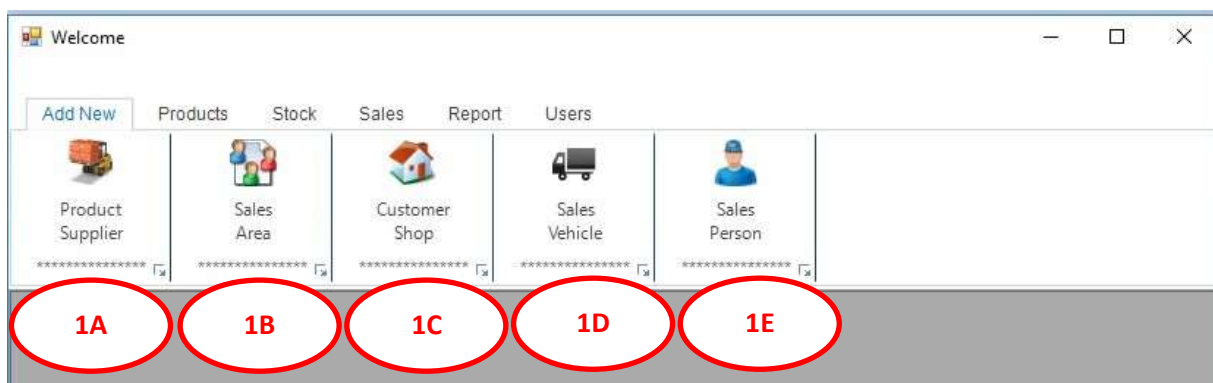 Welcome
Add New Products Stock Sales Report Users
Product Supplier
Sales Area
Customer Shop
Sales Vehicle
Sales Person
*************** *************** *************** *************** ***************
1A 1B 1C 1D 1E